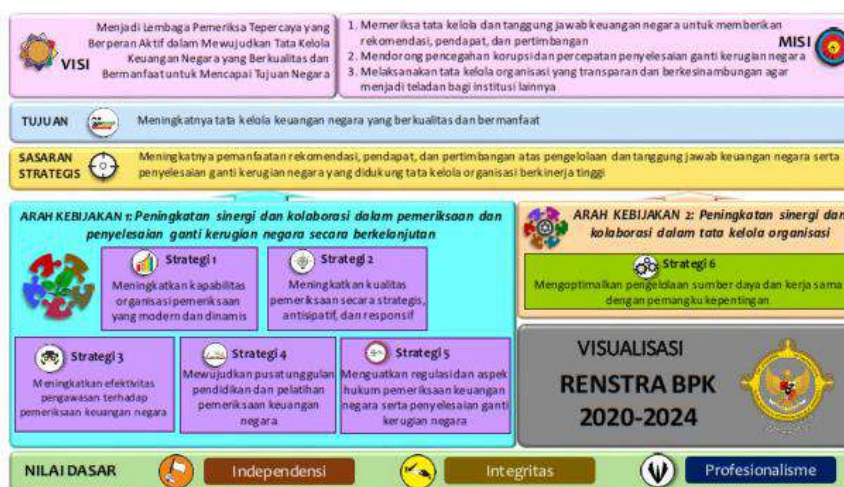 Menjadi Lembaga Pemeriksa Tepercaya yang
Berperan Aktif dalam Mewujudkan Tata Kelola
Keuangan Negara yang Berkualitas dan
Bermanfaat untuk Mencapai Tujuan Negara
VISI
1. Memeriksa tata kelola dan tanggung jawab keuangan negara untuk memberikan
rekomendasi, pendapat, dan pertimbangan
2. Mendorong pencegahan korupsi dan percepatan penyelesaian ganti kerugian negara
3. Melaksanakan tata kelola organisasi yang transparan dan berkesinambungan agar
menjadi teladan bagi institusi lainnya
MISI
TUJUAN
Meningkatnya tata kelola keuangan negara yang berkualitas dan bermanfaat
SASARAN
STRATEGIS
Meningkatnya pemanfaatan rekomendasi, pendapat, dan pertimbangan atas pengelolaan dan tanggung jawab keuangan negara serta
penyelesaian ganti kerugian negara yang didukung tata kelola organisasi berkinerja tinggi
ARAH KEBIJAKAN 1: Peningkatan sinergi dan kolaborasi dalam pemeriksaan dan
penyelesaian ganti kerugian negara secara berkelanjutan
Strategi 1
Meningkatkan kapabilitas
organisasi pemeriksaan
yang modern dan dinamis
Strategi 2
Meningkatkan kualitas
pemeriksaan secara strategis,
antisipatif, dan responsif
Strategi 3
Meningkatkan efektivitas
pengawasan terhadap
pemeriksaan keuangan negara
Strategi 4
Mewujudkan pusat unggulan
pendidikan dan pelatihan
pemeriksaan keuangan
negara
Strategi 5
Menguatkan regulasi dan aspek
hukum pemeriksaan keuangan
negara serta penyelesaian ganti
kerugian negara
ARAH KEBIJAKAN 2: Peningkatan sinergi dan
kolaborasi dalam tata kelola organisasi
Strategi 6
Mengoptimalkan pengelolaan sumber daya dan kerja sama
dengan pemangku kepentingan
VISUALISASI
RENSTRA BPK
2020-2024
NILAI DASAR
Independensi
Integritas
Profesionalisme